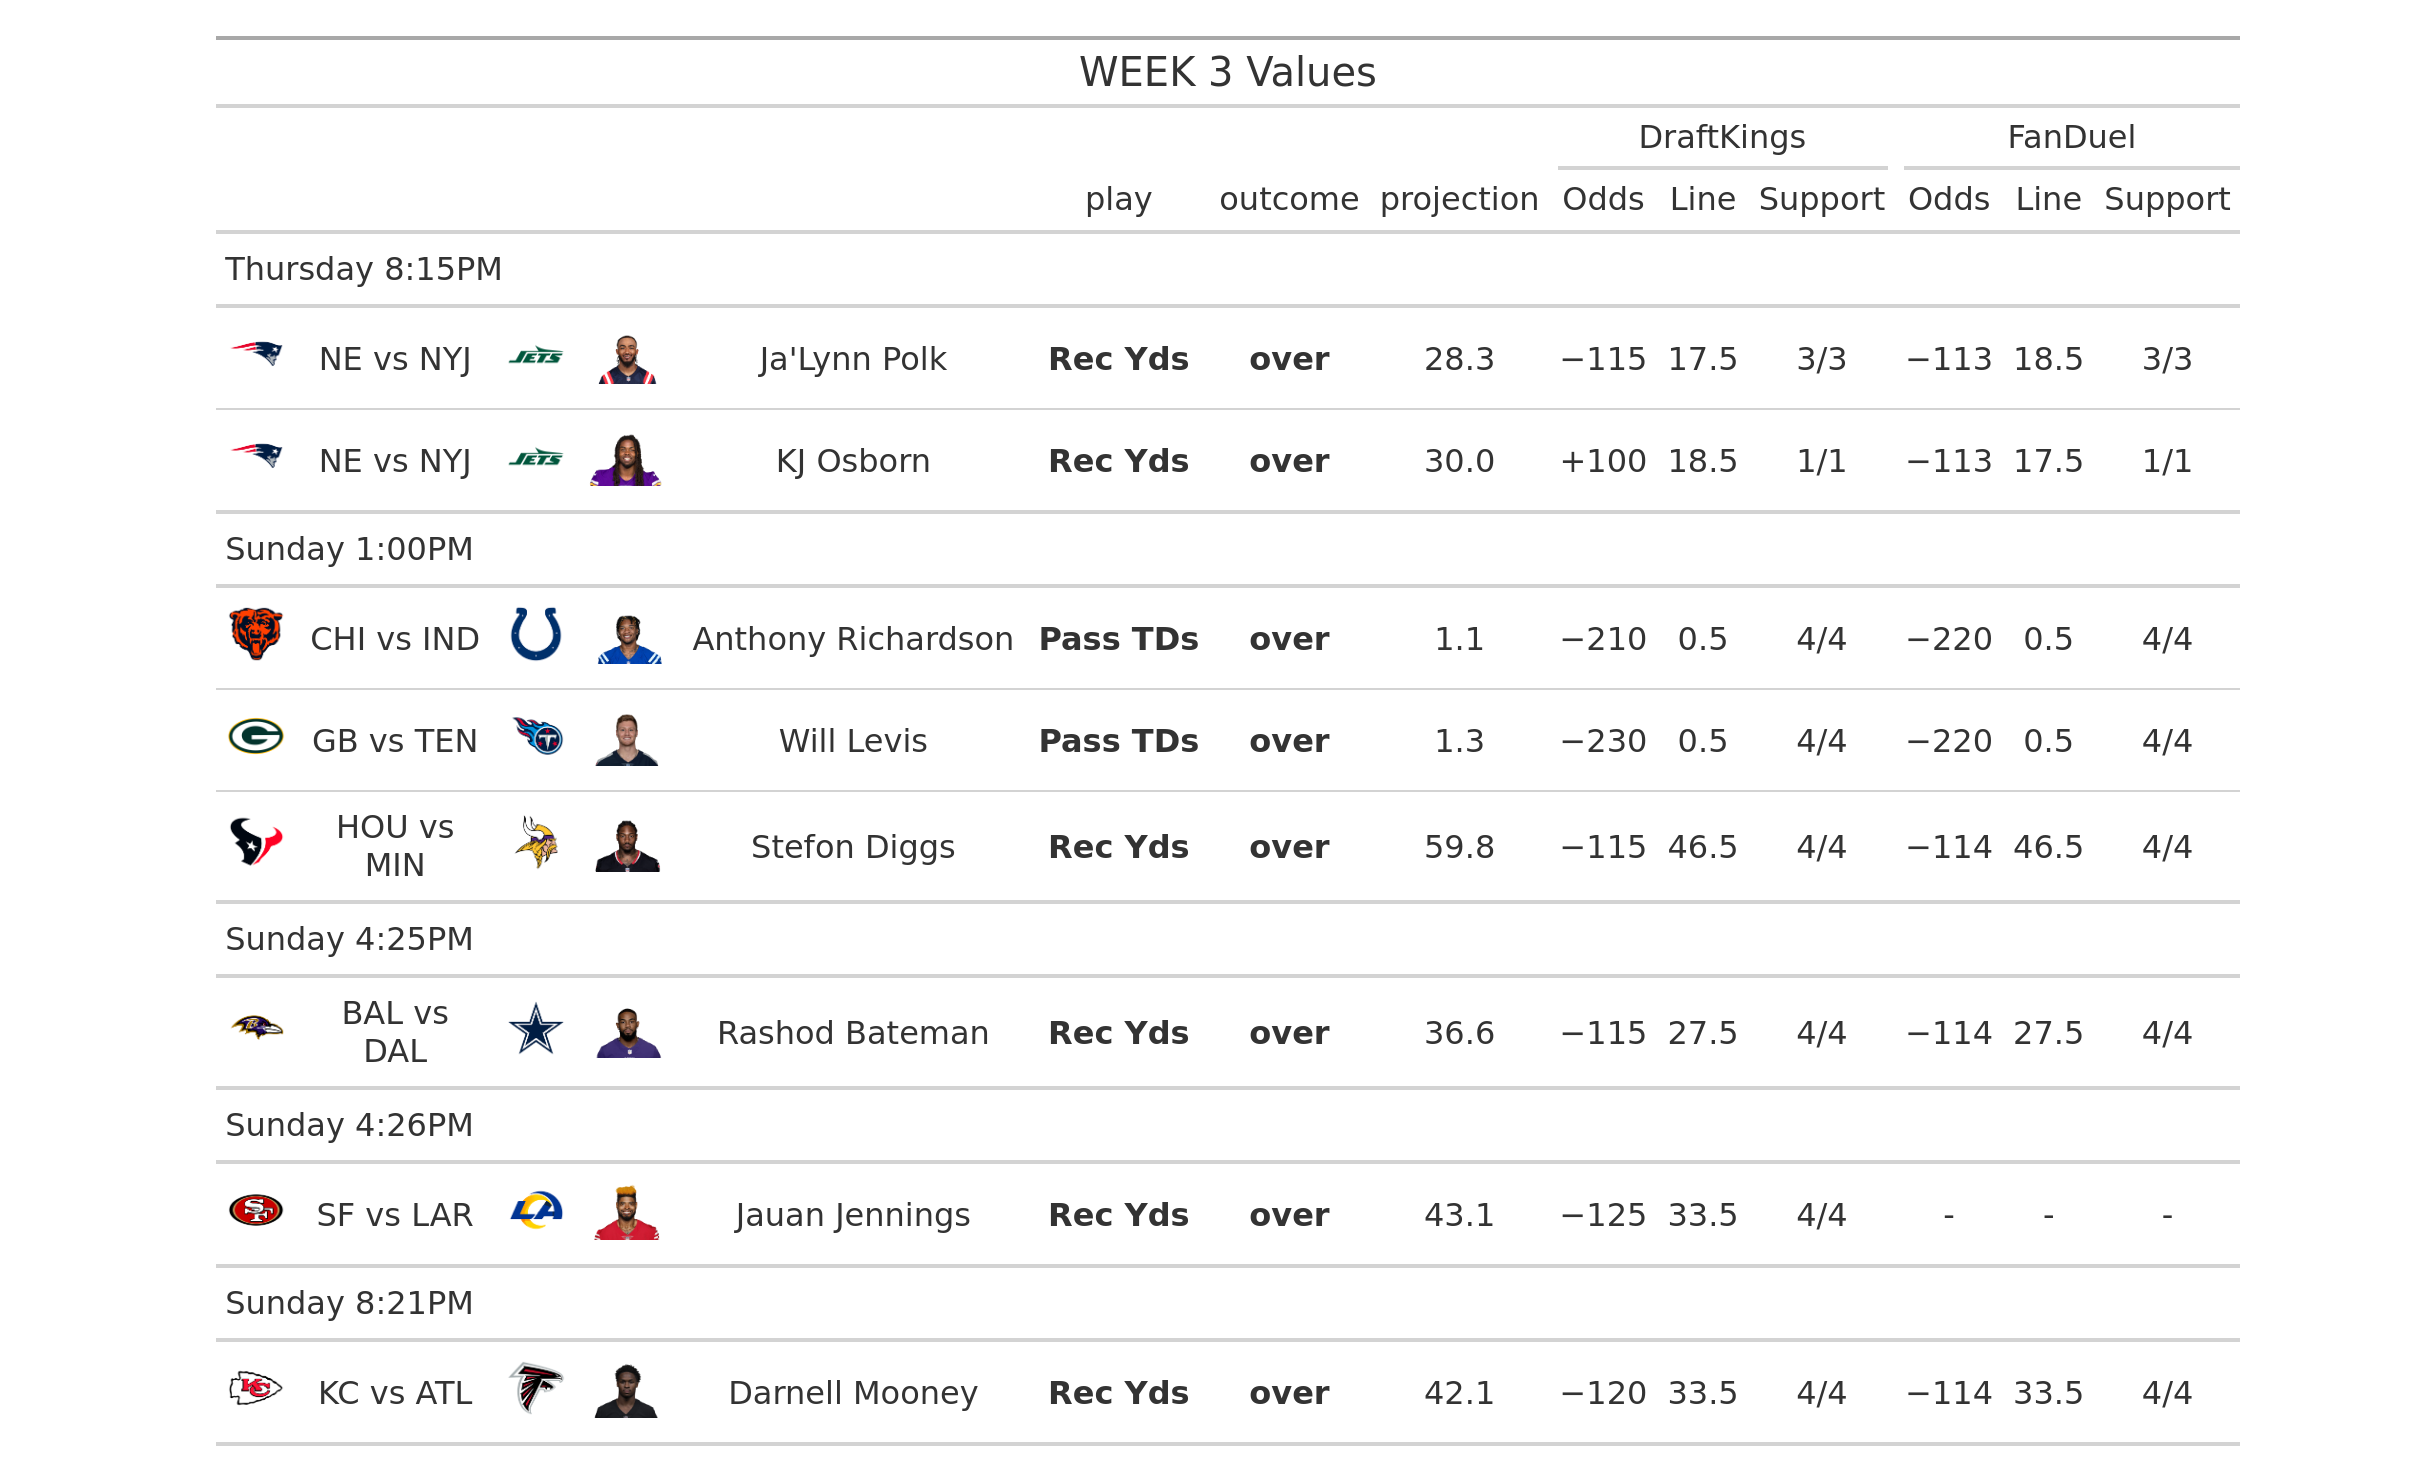 WEEK 3 Values
DraftKings FanDuel
play outcome projection Odds Line Support Odds Line Support
Thursday 8:15PM
NE vs NYJ JETS Ja'Lynn Polk Rec Yds over 28.3 −115 17.5 3/3 −113 18.5 3/3
NE vs NYJ JETS KJ Osborn Rec Yds over 30.0 +100 18.5 1/1 −113 17.5 1/1
Sunday 1:00PM
CHI vs IND Anthony Richardson Pass TDs over 1.1 −210 0.5 4/4 −220 0.5 4/4
G GB vs TEN T Will Levis Pass TDs over 1.3 −230 0.5 4/4 −220 0.5 4/4
HOU vs
MIN Stefon Diggs Rec Yds over 59.8 −115 46.5 4/4 −114 46.5 4/4
Sunday 4:25PM
BAL vs
DAL Rashod Bateman Rec Yds over 36.6 −115 27.5 4/4 −114 27.5 4/4
Sunday 4:26PM
SF SF vs LAR LA Jauan Jennings Rec Yds over 43.1 −125 33.5 4/4 - - -
Sunday 8:21PM
KC KC vs ATL Darnell Mooney Rec Yds over 42.1 −120 33.5 4/4 −114 33.5 4/4